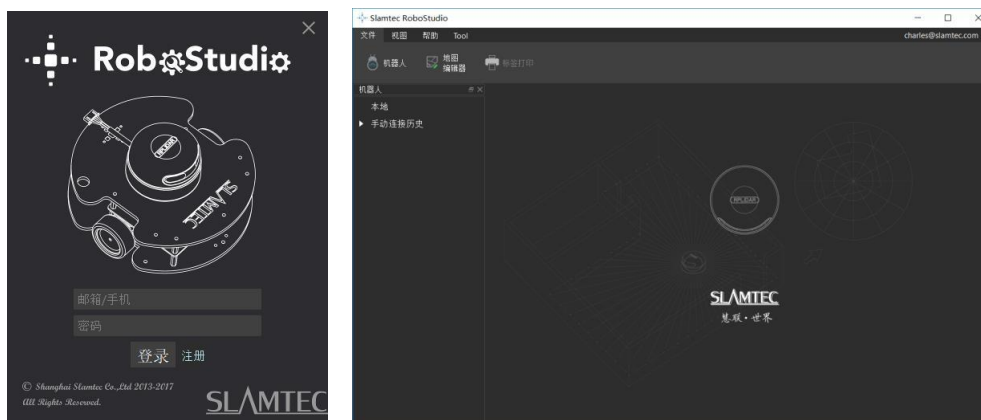 Rob Studio
SLAMTEC
邮箱/手机
密码
登录 注册
© Shanghai Slamtec Co.,Ltd 2013-2017
All Rights Reserved.
SLAMTEC
Slamtec RoboStudio
文件 视图 帮助 Tool
charles@slamtec.com
机器人
地图
编辑器
标签打印
机器人
本地
手动连接历史
RPLIDAR
SLAMTEC
慧联·世界